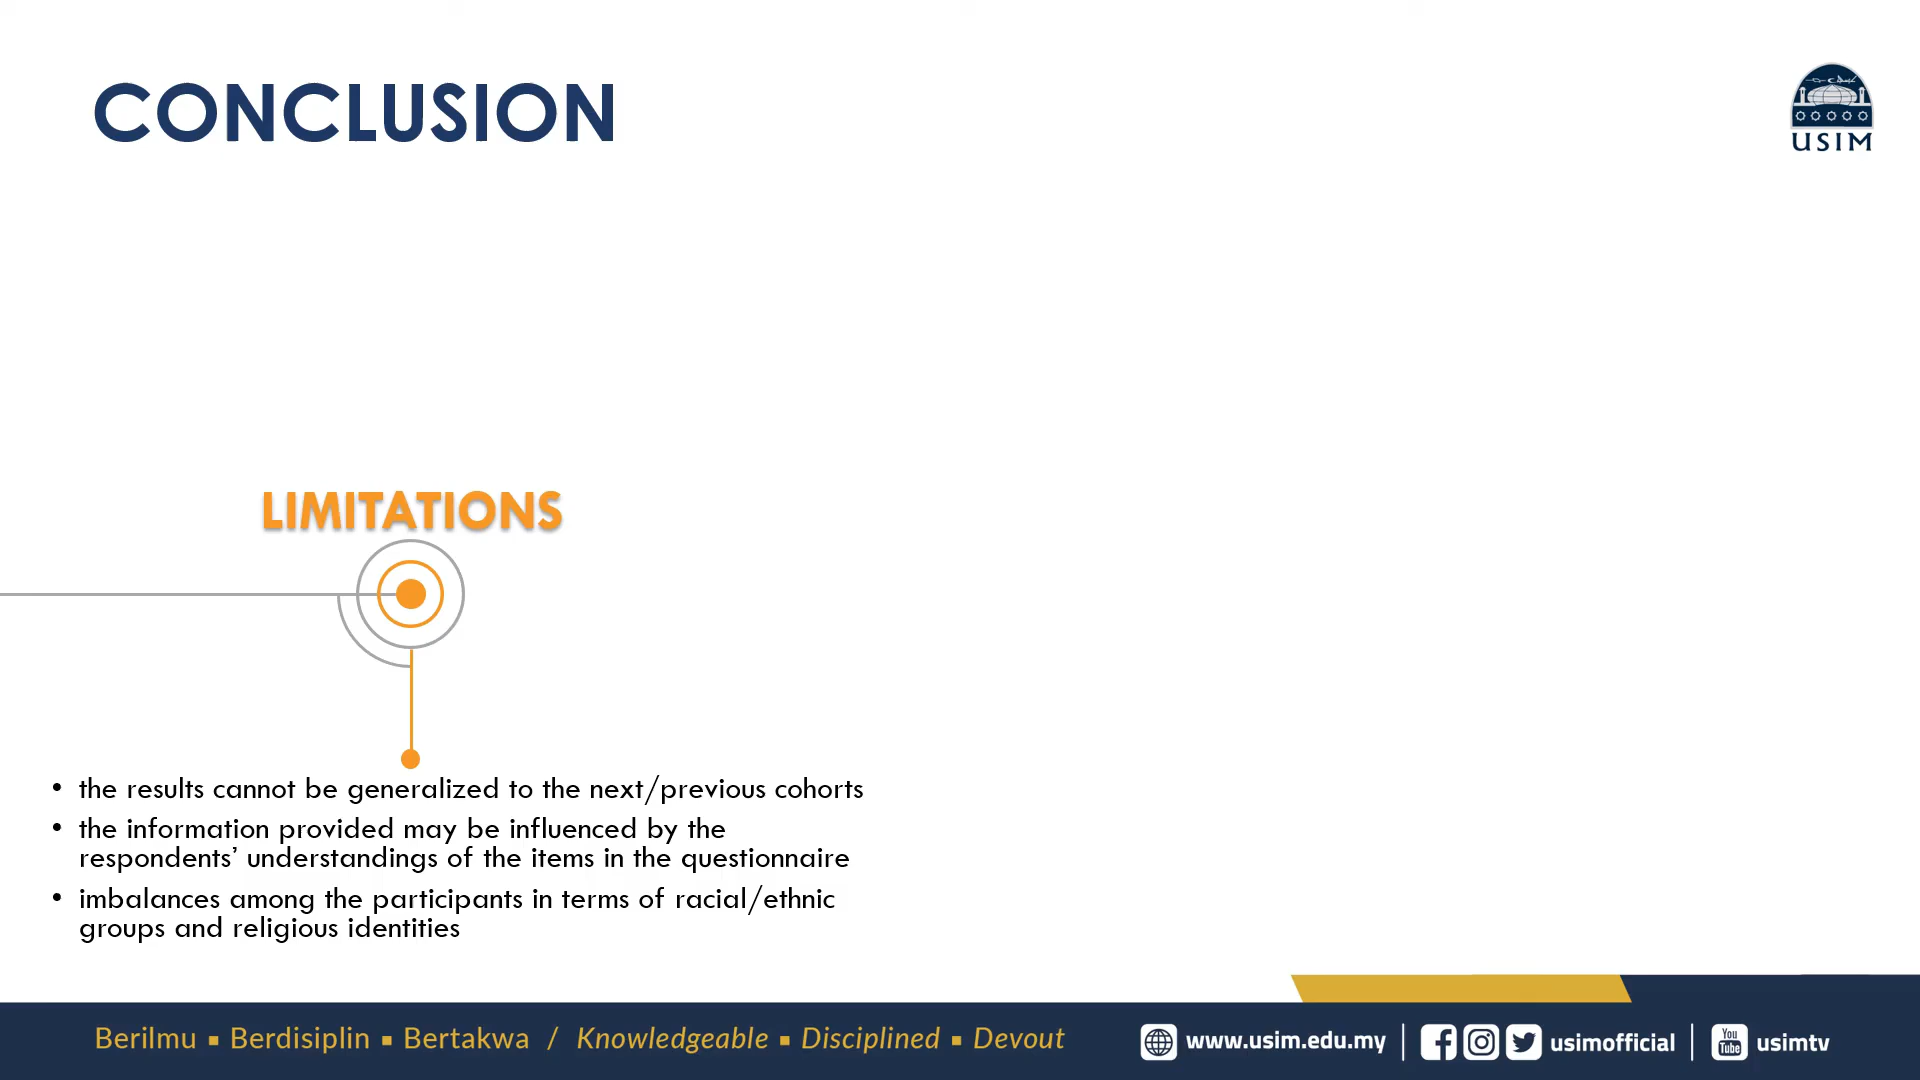 CONCLUSION
USIM
LIMITATIONS
• the results cannot be generalized to the next/previous cohorts
• the information provided may be influenced by the
respondents’ understandings of the items in the questionnaire
• imbalances among the participants in terms of racial/ethnic
groups and religious identities
Berilmu ▪ Berdisiplin ▪ Bertakwa / Knowledgeable ▪ Disciplined ▪ Devout
www.usim.edu.my | usimofficial | You Tube usimtv